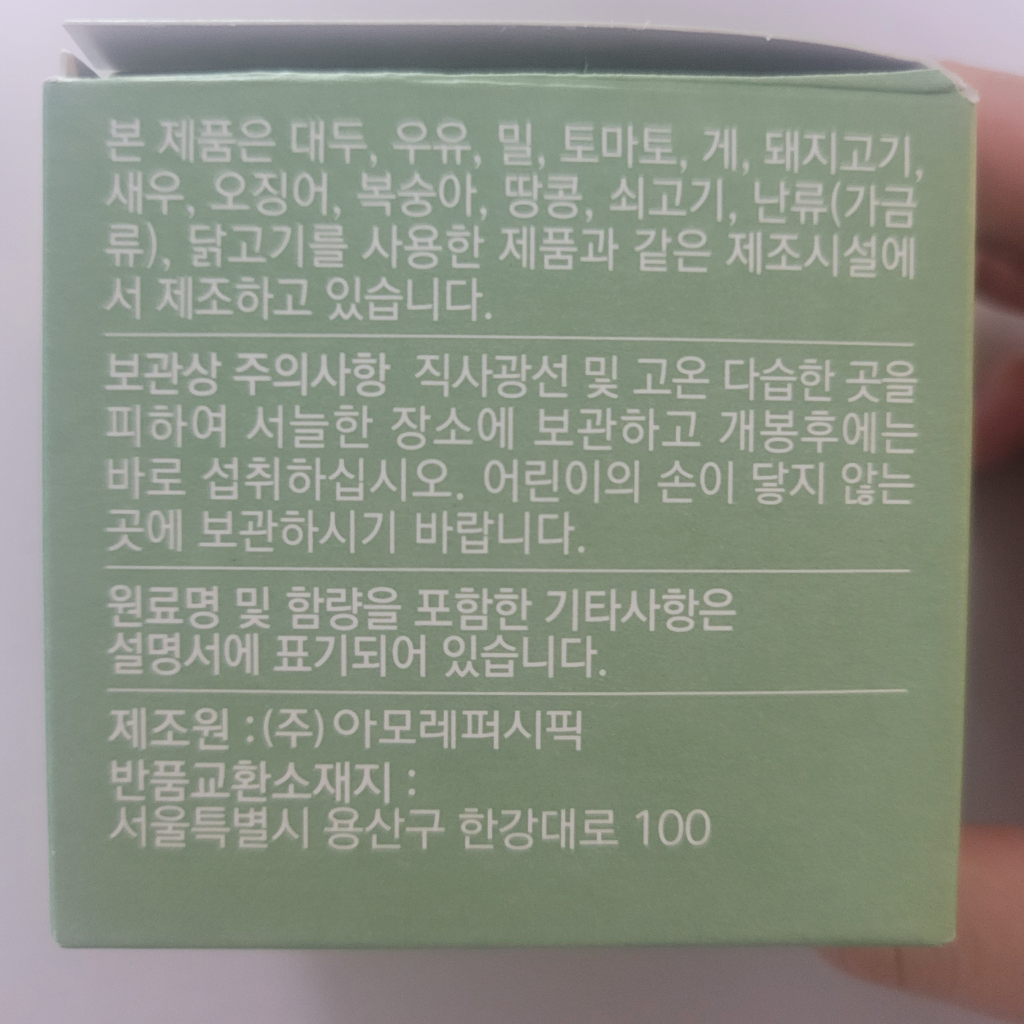 본 제품은 대두, 우유, 밀, 토마토, 게, 돼지고기,
새우, 오징어, 복숭아, 땅콩, 쇠고기, 난류(가금
류), 닭고기를 사용한 제품과 같은 제조시설에
서 제조하고 있습니다.
보관상 주의사항 직사광선 및 고온 다습한 곳을
피하여 서늘한 장소에 보관하고 개봉후에는
바로 섭취하십시오. 어린이의 손이 닿지 않는
곳에 보관하시기 바랍니다.
원료명 및 함량을 포함한 기타사항은
설명서에 표기되어 있습니다.
제조원 :(주)아모레퍼시픽
반품교환소재지 :
서울특별시 용산구 한강대로 100